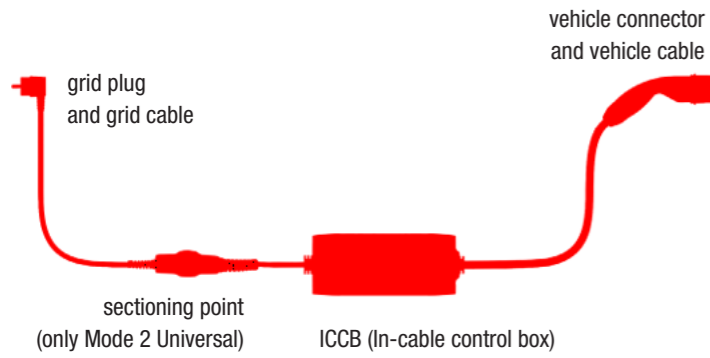 vehicle connector
and vehicle cable
grid plug
and grid cable
sectioning point
(only Mode 2 Universal)
ICCB (In-cable control box)